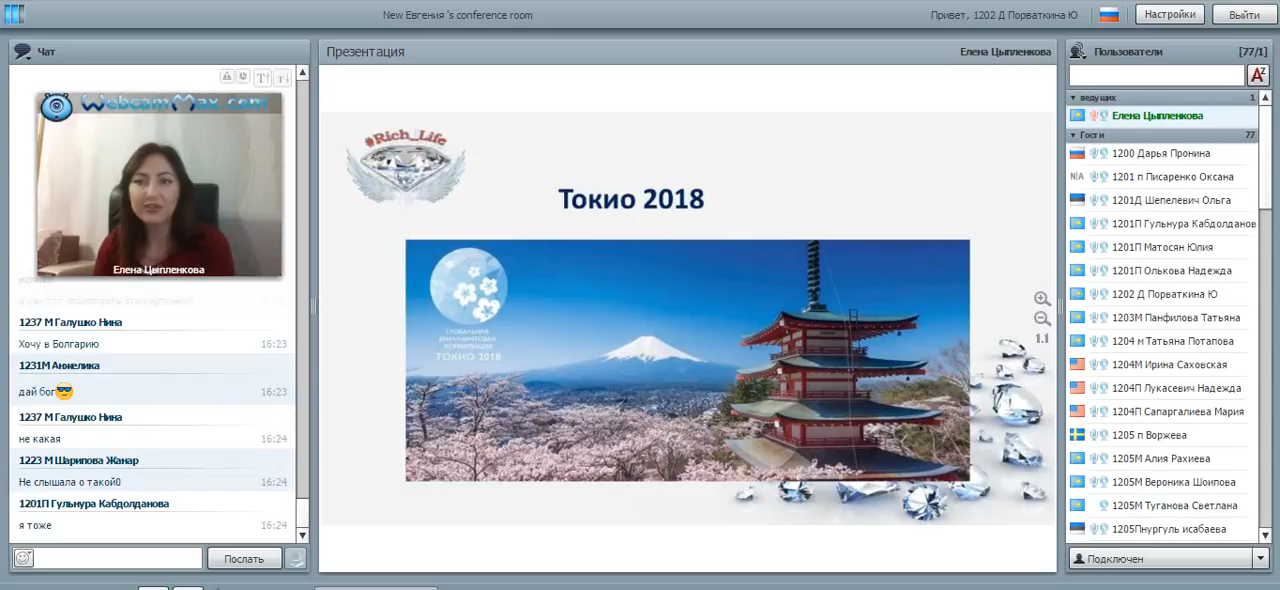 New Евгения 's conference room
Привет, 1202 Д Порваткина Ю
Настройки
Выйти
Чат
WebcamMax.com
Елена Цыпленкова
1237 М Галушко Нина
Хочу в Болгарию
16:23
1231М Анжелика
дай бог
16:23
1237 М Галушко Нина
не какая
16:24
1223 М Шарипова Жанар
Не слышала о такой0
16:24
1201П Гульнура Кабдолданова
я тоже
16:24
Послать
Презентация
Елена Цыпленкова
#Rich_Life
Токио 2018
ГЛОБАЛЬНАЯ
БРИЛЛИАНТОВАЯ
КОНФЕРЕНЦИЯ
ТОКИО 2018
1:1
Пользователи
[77/1]
ведущих
1
Елена Цыпленкова
Гости
77
1200 Дарья Пронина
N\A 1201 п Писаренко Оксана
1201Д Шепелевич Ольга
1201П Гульнура Кабдолданов
1201П Матосян Юлия
1201П Олькова Надежда
1202 Д Порваткина Ю
1203М Панфилова Татьяна
1204 м Татьяна Потапова
1204М Ирина Саховская
1204П Лукасевич Надежда
1204П Сапаргалиева Мария
1205 п Воржева
1205М Алия Рахиева
1205М Вероника Шоипова
1205М Туганова Светлана
1205Пнургуль исабаева
Подключен